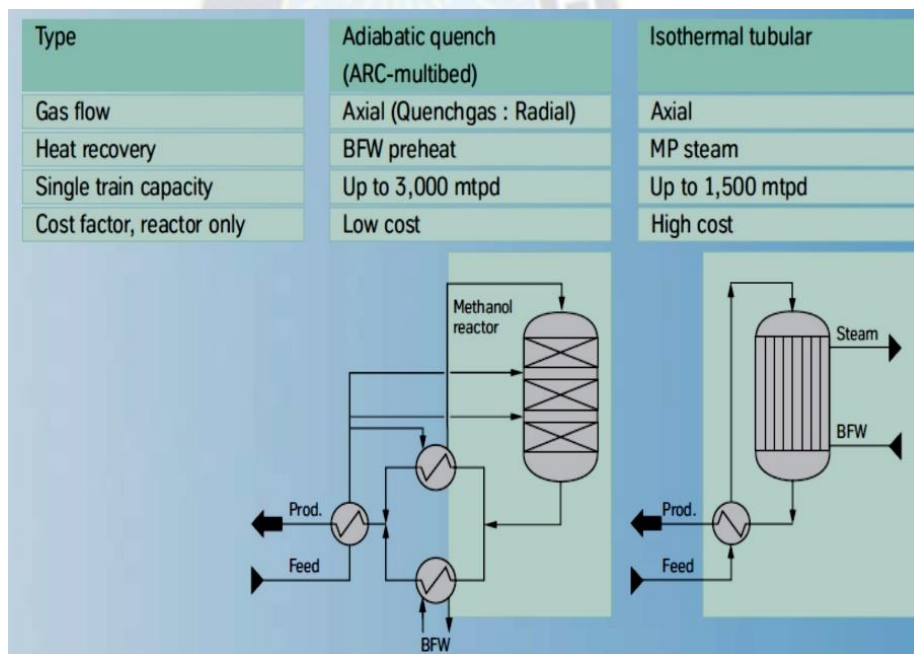 Type
Adiabatic quench
(ARC-multibed)
Isothermal tubular
Gas flow
Axial (Quenchgas : Radial)
Axial
Heat recovery
BFW preheat
MP steam
Single train capacity
Up to 3,000 mtpd
Up to 1,500 mtpd
Cost factor, reactor only
Low cost
High cost
Methanol
reactor
Prod.
Feed
BFW
Steam
BFW
Prod.
Feed